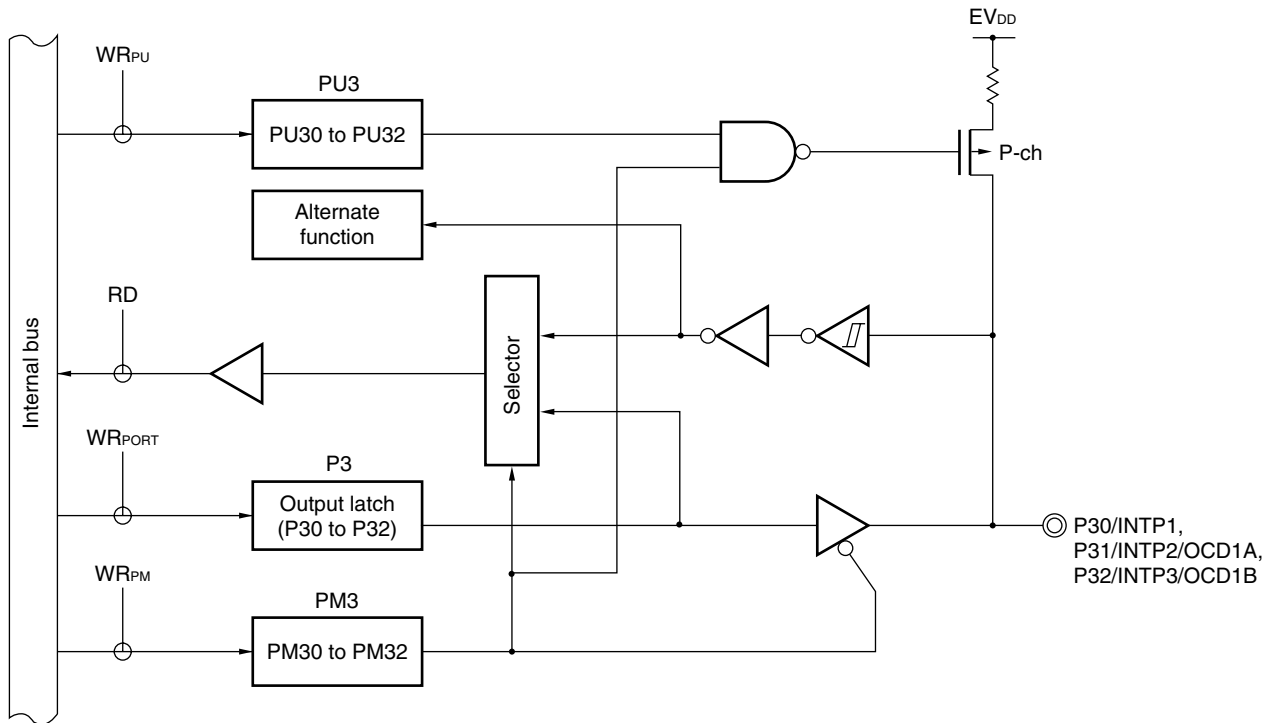 EVDD
WRPU
PU3
PU30 to PU32
P-ch
Alternate
function
RD
Internal bus
Selector
WRPORT
P3
Output latch
(P30 to P32)
P30/INTP1,
P31/INTP2/OCD1A,
P32/INTP3/OCD1B
WRPM
PM3
PM30 to PM32